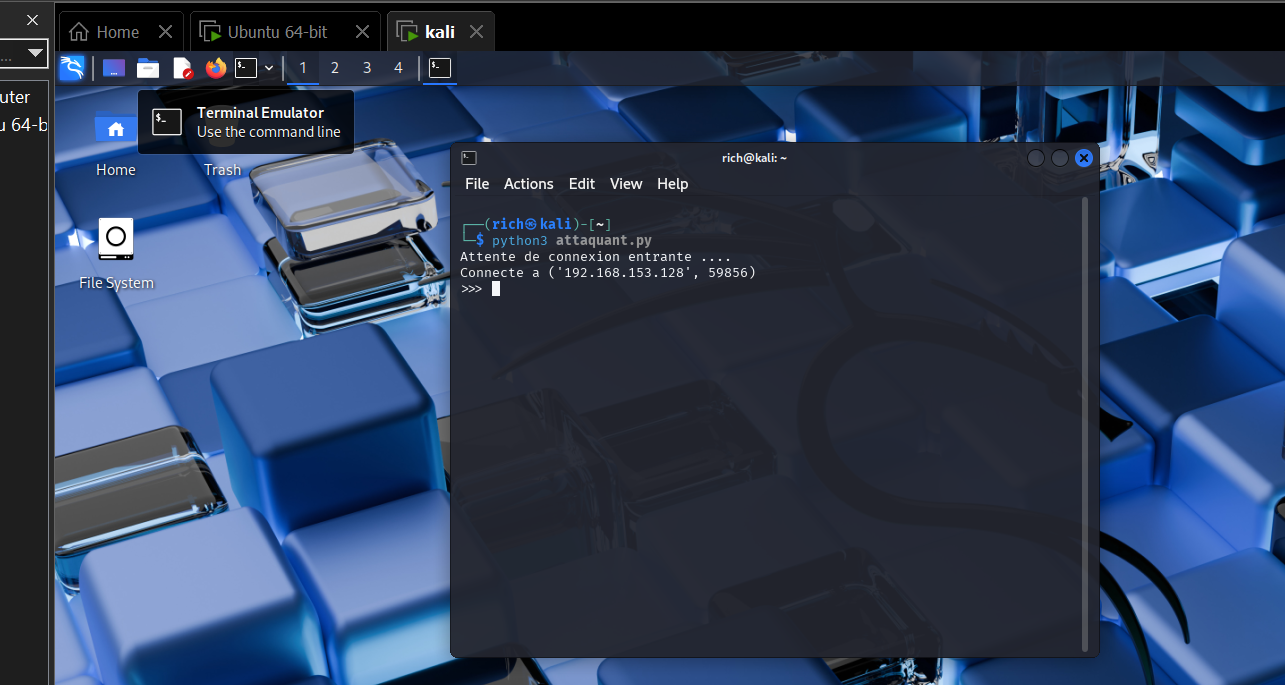 Home
Ubuntu 64-bit
kali
...
1 2 3 4
uter
u 64-b
Terminal Emulator
Use the command line
Home
Trash
File System
rich@kali: ~
File Actions Edit View Help
┌──(rich㉿kali)-[~]
└─$ python3 attaquant.py
Attente de connexion entrante ....
Connecte a ('192.168.153.128', 59856)
>>>